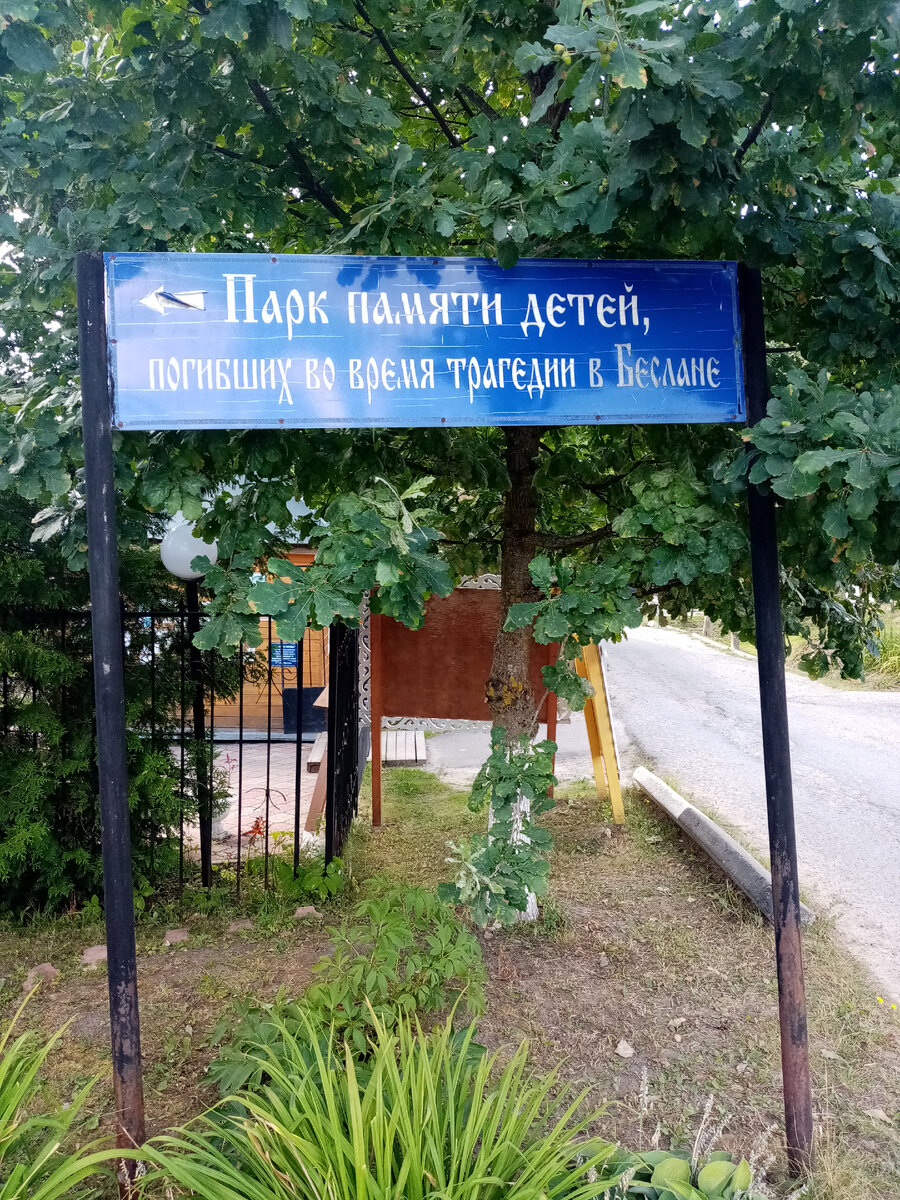 Парк памяти детей,
погибших во время трагедии в Беслане